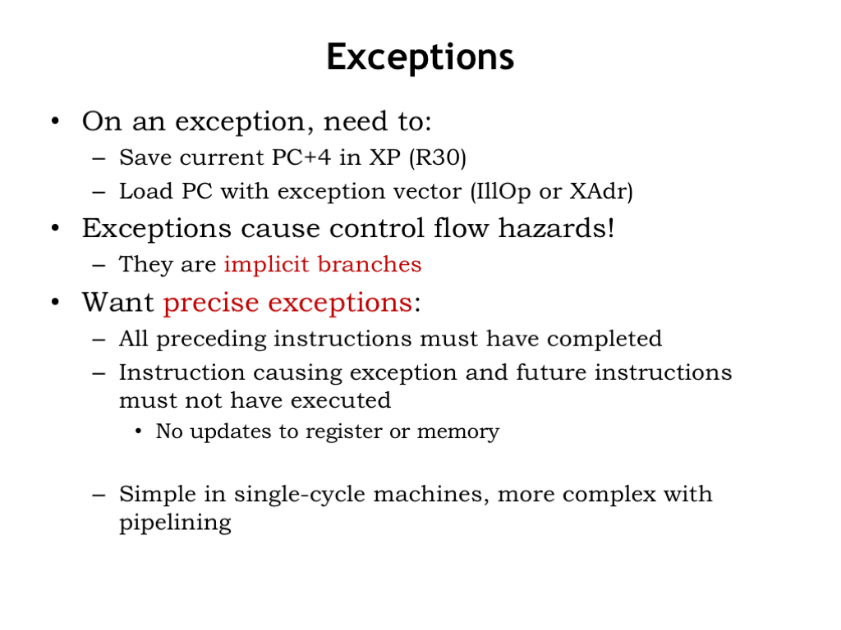 Exceptions
• On an exception, need to:
– Save current PC+4 in XP (R30)
– Load PC with exception vector (IllOp or XAdr)
• Exceptions cause control flow hazards!
– They are implicit branches
• Want precise exceptions:
– All preceding instructions must have completed
– Instruction causing exception and future instructions
must not have executed
• No updates to register or memory
– Simple in single-cycle machines, more complex with
pipelining